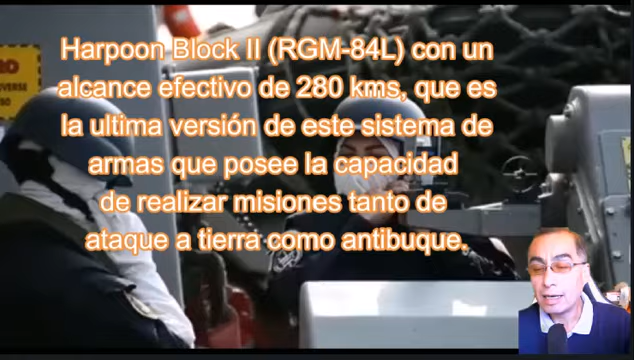 Harpoon Block II (RGM-84L) con un
alcance efectivo de 280 kms, que es
la ultima versión de este sistema de
armas que posee la capacidad
de realizar misiones tanto de
ataque a tierra como antibuque.